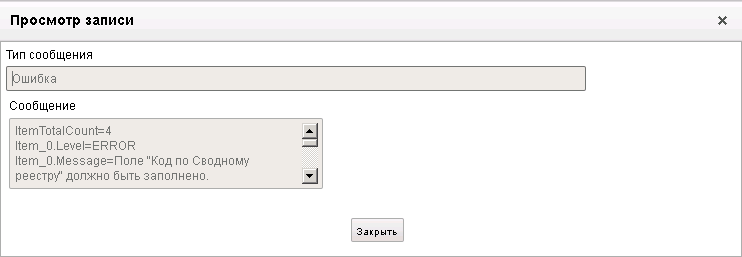 Просмотр записи
Тип сообщения
Ошибка
Сообщение
ItemTotalCount=4
Item_0.Level=ERROR
Item_0.Message=Поле "Код по Сводному
реестру" должно быть заполнено.
Закрыть